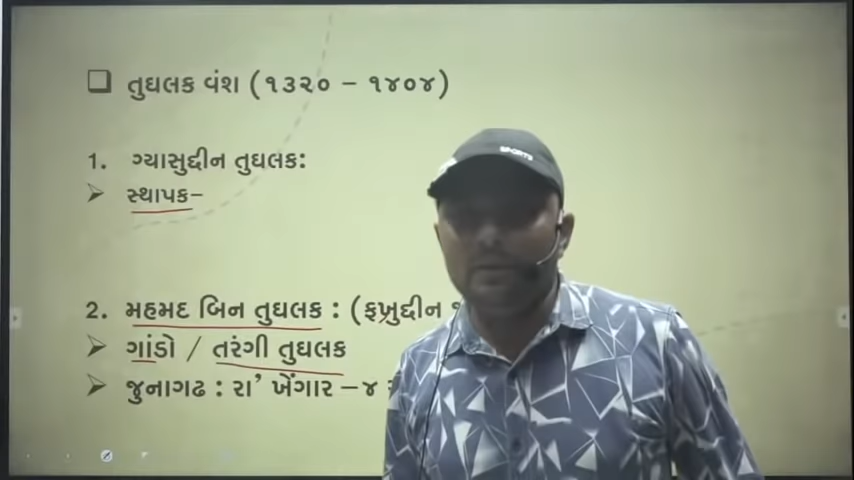 ❑ તુઘલક વંશ (૧૩૨૦ – ૧૪૦૪)
1. ગ્યાસુદ્દીન તુઘલક:
➢ સ્થાપક–
2. મહમદ બિન તુઘલક : (ફખ્રુદ્દીન
➢ ગાંડો / તરંગી તુઘલક
➢ જુનાગઢ : રા’ ખેંગાર –૪
SPORTS